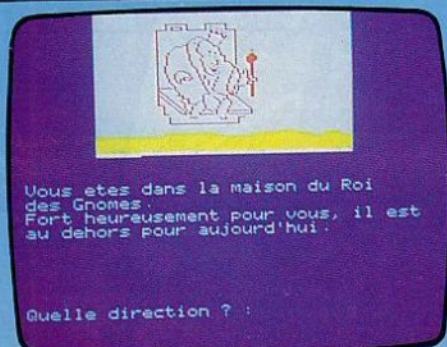 Vous etes dans la maison du Roi
des Gnomes.
Fort heureusement pour vous, il est
au dehors pour aujourd'hui.
Quelle direction ? :